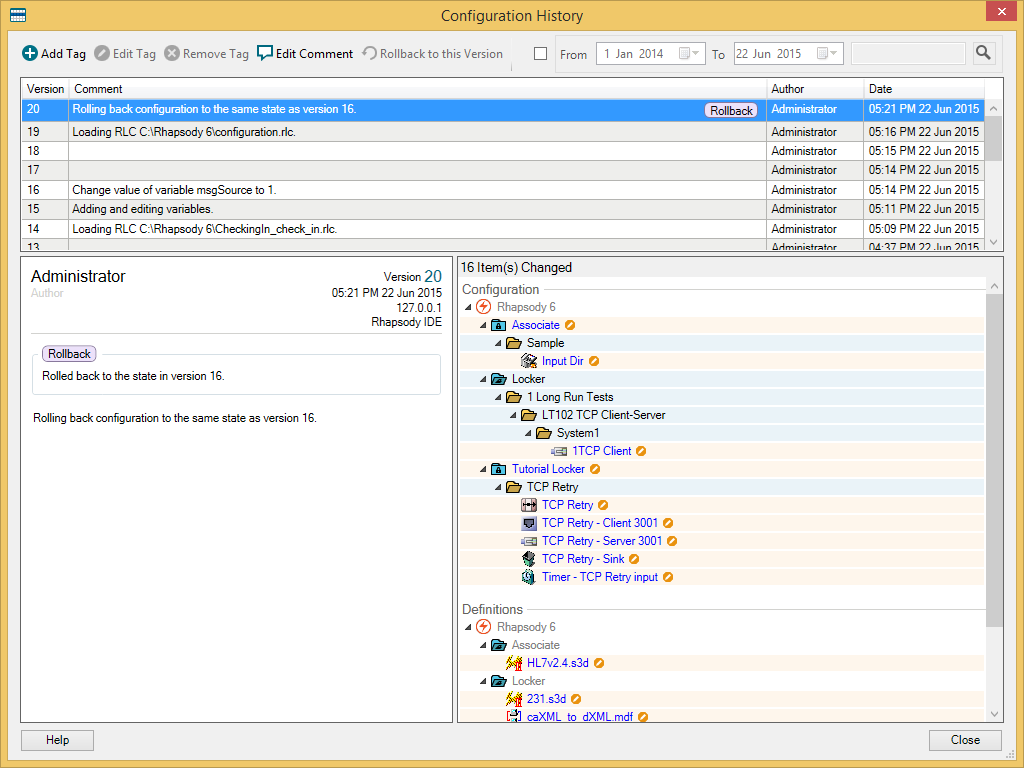 Configuration History
Add Tag Edit Tag Remove Tag Edit Comment Rollback to this Version From 1 Jan 2014 To 22 Jun 2015
Version Comment Author Date
20 Rolling back configuration to the same state as version 16. Rollback Administrator 05:21 PM 22 Jun 2015
19 Loading RLC C:\Rhapsody 6\configuration.rlc. Administrator 05:16 PM 22 Jun 2015
18 Administrator 05:15 PM 22 Jun 2015
17 Administrator 05:14 PM 22 Jun 2015
16 Change value of variable msgSource to 1. Administrator 05:14 PM 22 Jun 2015
15 Adding and editing variables. Administrator 05:11 PM 22 Jun 2015
14 Loading RLC C:\Rhapsody 6\CheckingIn_check_in.rlc. Administrator 05:09 PM 22 Jun 2015
13 Administrator 04:37 PM 22 Jun 2015
Administrator Version 20
Author 05:21 PM 22 Jun 2015
127.0.0.1
Rhapsody IDE
Rollback
Rolled back to the state in version 16.
Rolling back configuration to the same state as version 16.
16 Item(s) Changed
Configuration
Rhapsody 6
Associate
Sample
Input Dir
Locker
1 Long Run Tests
LT102 TCP Client-Server
System1
1TCP Client
Tutorial Locker
TCP Retry
TCP Retry
TCP Retry - Client 3001
TCP Retry - Server 3001
TCP Retry - Sink
Timer - TCP Retry input
Definitions
Rhapsody 6
Associate
HL7v2.4.s3d
Locker
231.s3d
caXML_to_dXML.mdf
Help Close